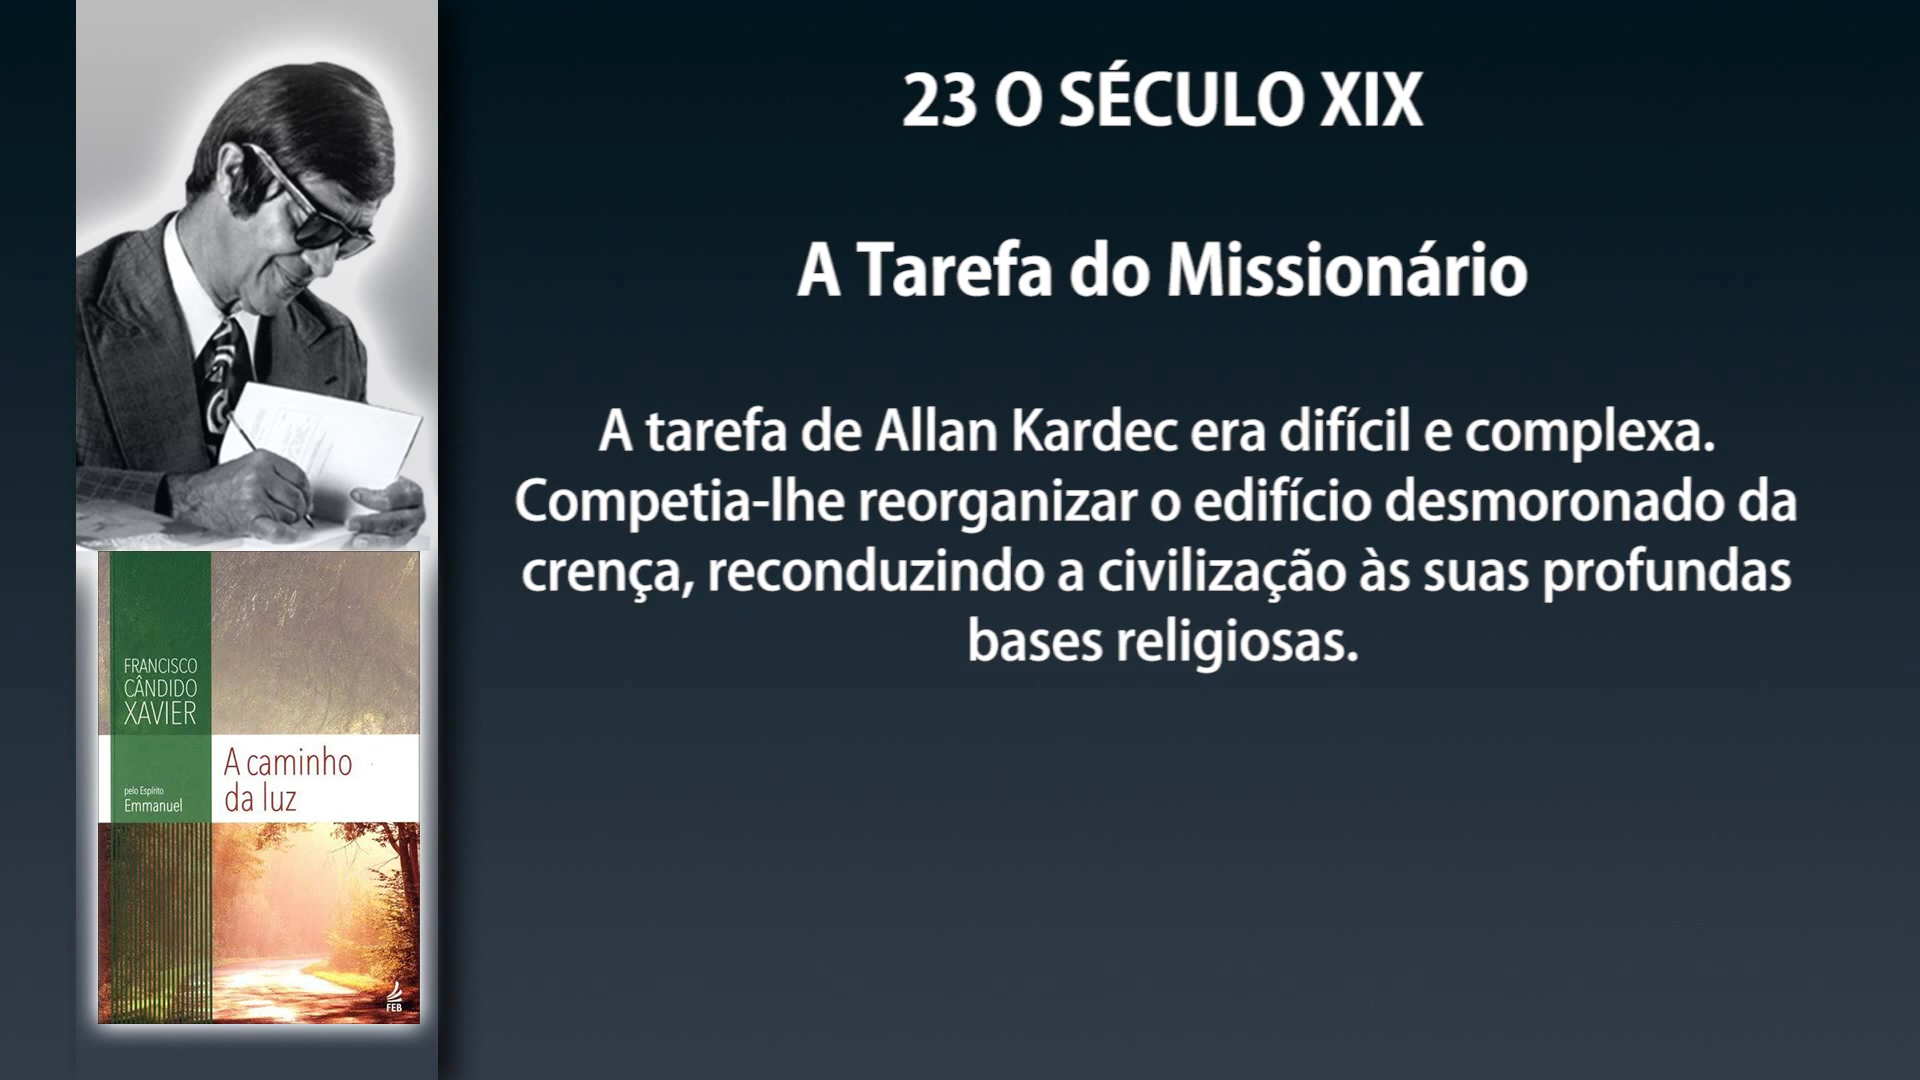 23 O SÉCULO XIX
A Tarefa do Missionário
A tarefa de Allan Kardec era difícil e complexa.
Competia-lhe reorganizar o edifício desmoronado da
crença, reconduzindo a civilização às suas profundas
bases religiosas.
FRANCISCO
CÂNDIDO
XAVIER
A caminho
da luz
pelo Espírito
Emmanuel
FEB